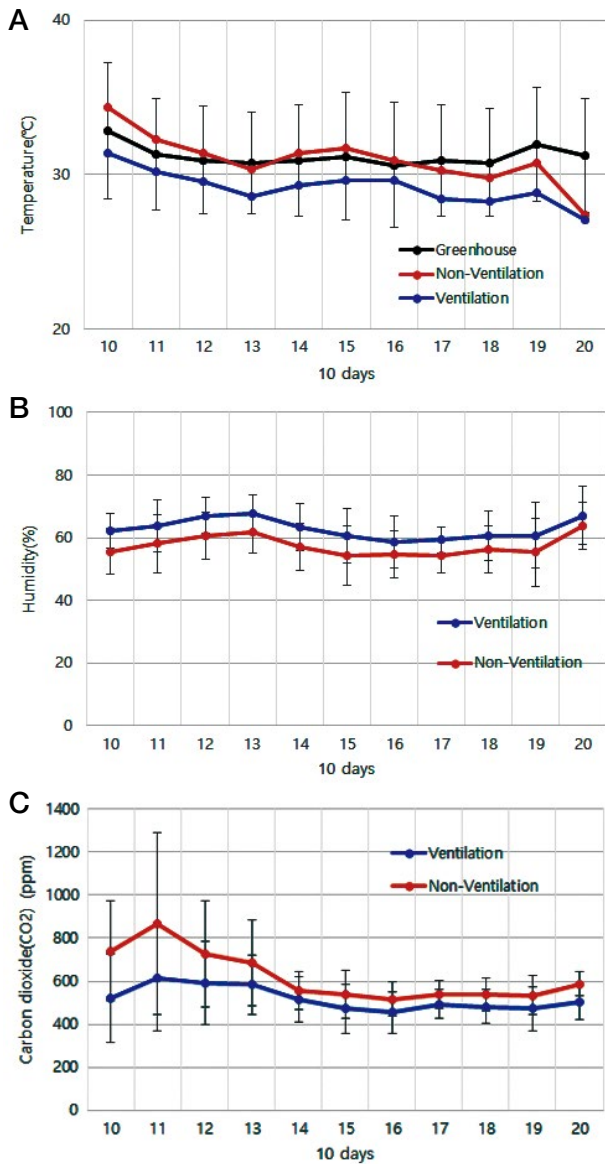 A
40
30
20
Temperature(℃)
Greenhouse
Non-Ventilation
Ventilation
10 11 12 13 14 15 16 17 18 19 20
10 days
B
100
80
60
40
20
0
Humidity(%)
Ventilation
Non-Ventilation
10 11 12 13 14 15 16 17 18 19 20
10 days
C
1400
1200
1000
800
600
400
200
0
Carbon dioxide(CO2) (ppm)
Ventilation
Non-Ventilation
10 11 12 13 14 15 16 17 18 19 20
10 days